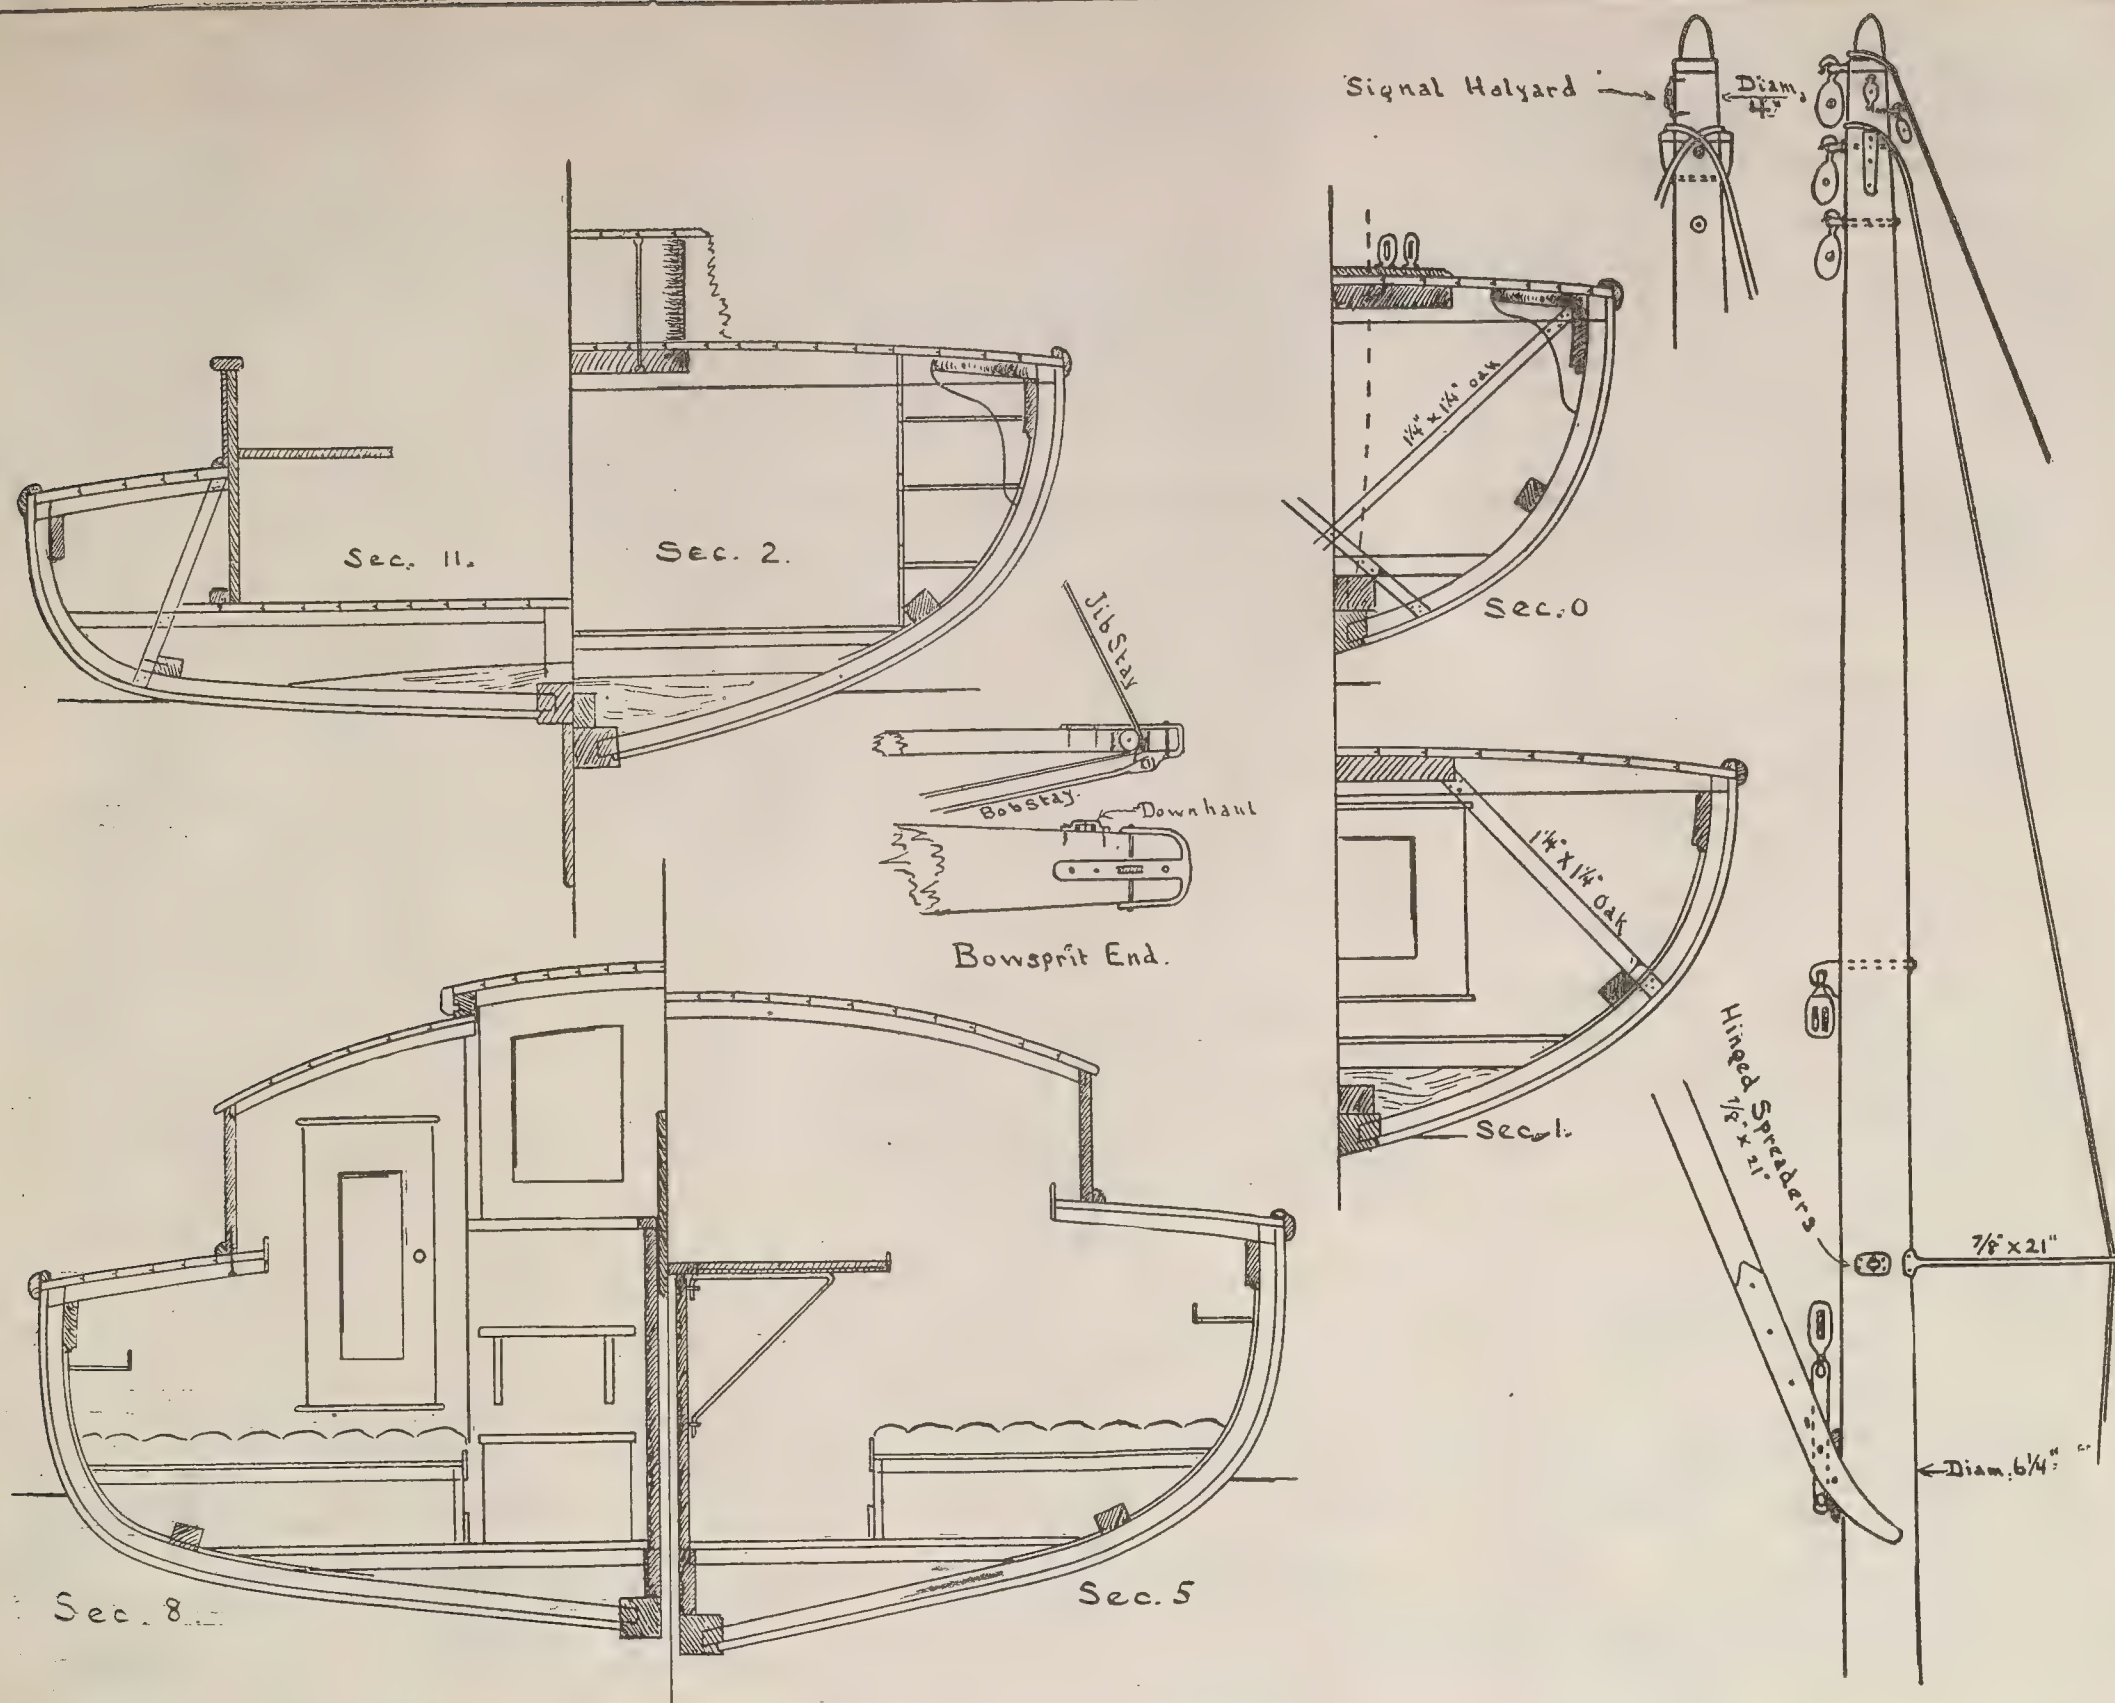 Signal Halyard
Diam.
4"
1¼" x 1¼" oak
Sec. 11.
Sec. 2.
Sec. 0
Jib Stay
Bobstay.
Downhaul
Bowsprit End.
1¼" X 1¼"
Oak
Sec. 1.
Hinged Spreaders
7/8" x 21"
7/8" x 21"
Diam. 6¼"
Sec. 8
Sec. 5